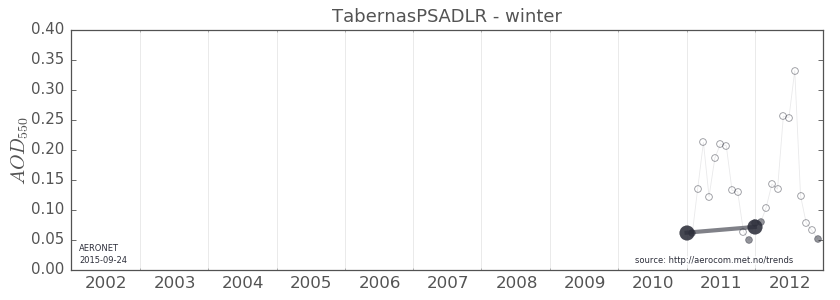 TabernasPSADLR - winter
0.40
0.35
0.30
0.25
0.20
0.15
0.10
0.05
0.00
AOD550
AERONET
2015-09-24
source: http://aerocom.met.no/trends
2002 2003 2004 2005 2006 2007 2008 2009 2010 2011 2012